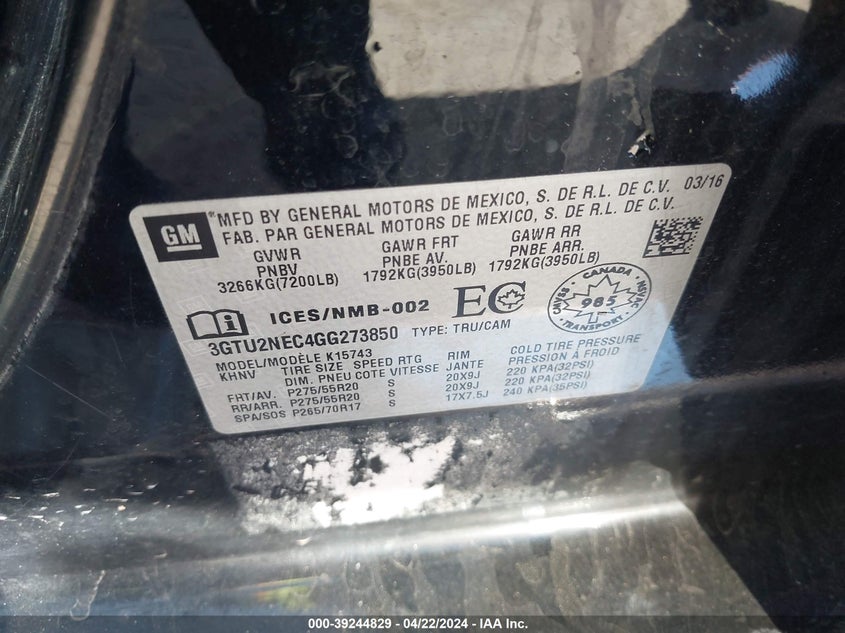 GM
® MFD BY GENERAL MOTORS DE MEXICO, S. DE R.L. DE C.V. 03/16
FAB. PAR GENERAL MOTORS DE MEXICO, S. DE R.L. DE C.V.
GVWR GAWR FRT GAWR RR
PNBV PNBE AV. PNBE ARR.
3266KG(7200LB) 1792KG(3950LB) 1792KG(3950LB)
ICES/NMB-002 EC
CANADA
985
TRANSPORT
3GTU2NEC4GG273850 TYPE: TRU/CAM
MODEL/MODÈLE K15743
KHNV TIRE SIZE SPEED RTG RIM COLD TIRE PRESSURE
DIM. PNEU COTE VITESSE JANTE PRESSION À FROID
FRT/AV. P275/55R20 S 20X9J 220 KPA(32PSI)
RR/ARR. P275/55R20 S 20X9J 220 KPA(32PSI)
SPA/SOS P265/70R17 S 17X7.5J 240 KPA(35PSI)
000-39244829 - 04/22/2024 - IAA Inc.